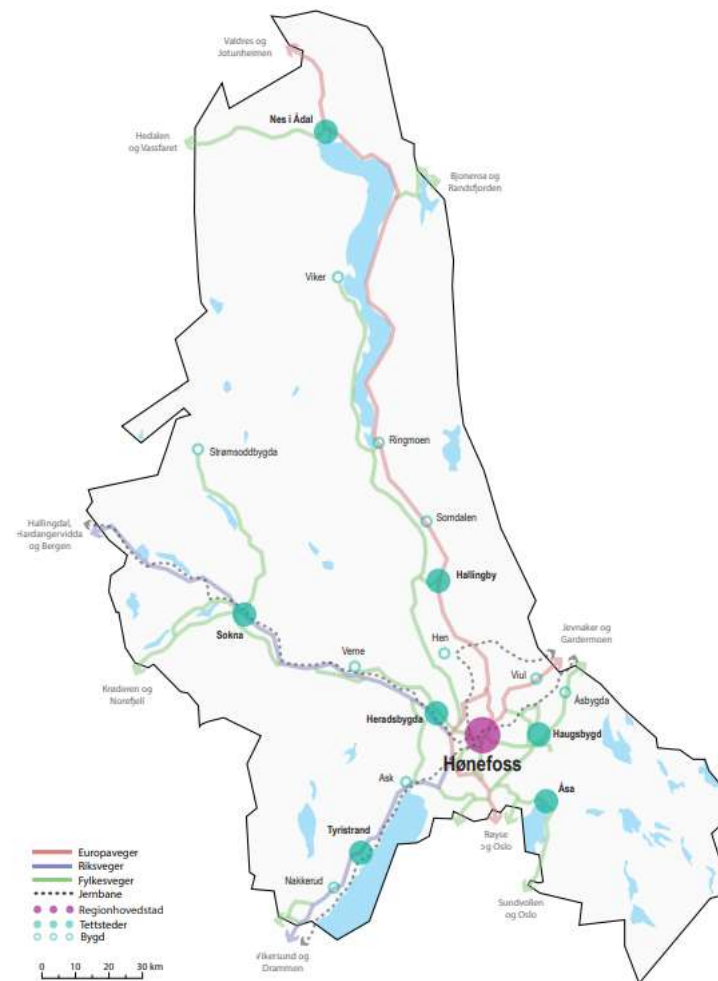 Valdres og
Jotunheimen
Nes i Ådal
Hedalen
og Vassfaret
Bjoneroa og
Randsfjorden
Viker
Ringmoen
Strømsoddbygda
Somdalen
Hallingdal,
Hardangervidda
og Bergen
Hallingby
Sokna
Hen
Jevnaker og
Gardermoen
Verne
Viul
Åsbygda
Krøderen og
Norefjell
Heradsbygda
Haugsbygd
Hønefoss
Ask
Åsa
Tyristrand
Røyse
og Oslo
Nakkerud
Sundvollen
og Oslo
Vikersund og
Drammen
Europaveger
Riksveger
Fylkesveger
Jernbane
Regionhovedstad
Tettsteder
Bygd
0 10 20 30 km